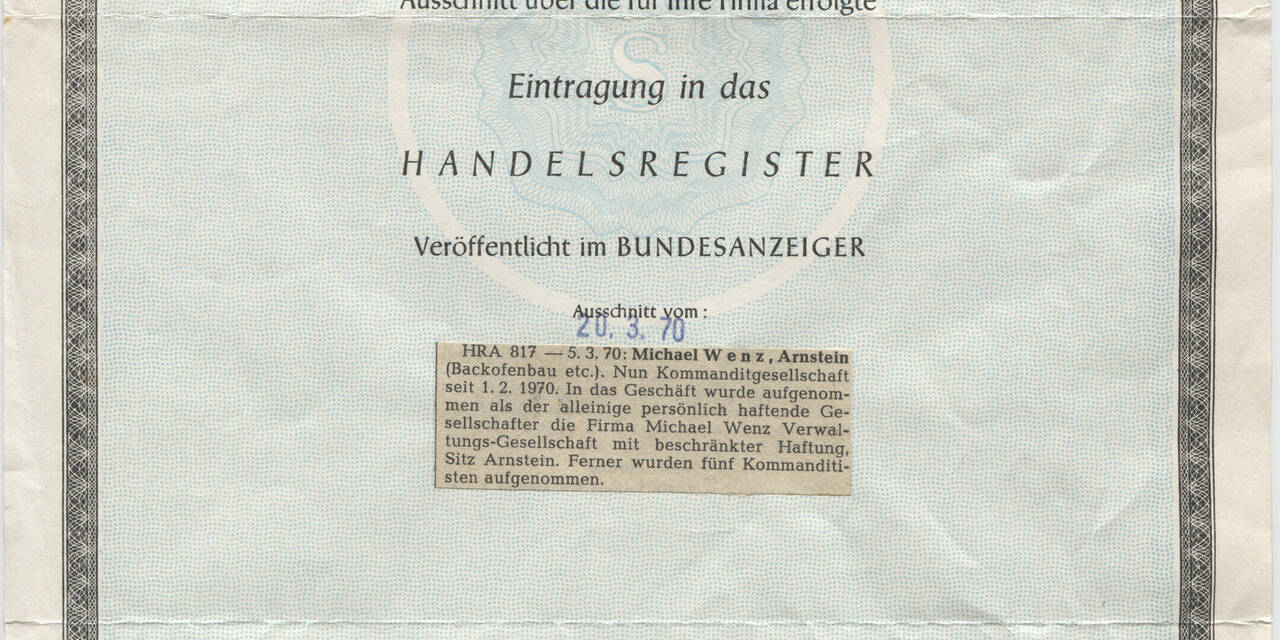 Ausschnitt über die für Ihre Firma erfolgte
S
Eintragung in das
HANDELSREGISTER
Veröffentlicht im BUNDESANZEIGER
Ausschnitt vom:
20. 3. 70
HRA 817 — 5. 3. 70: Michael Wenz, Arnstein
(Backofenbau etc.). Nun Kommanditgesellschaft
seit 1. 2. 1970. In das Geschäft wurde aufgenom-
men als der alleinige persönlich haftende Ge-
sellschafter die Firma Michael Wenz Verwal-
tungs-Gesellschaft mit beschränkter Haftung,
Sitz Arnstein. Ferner wurden fünf Kommanditi-
sten aufgenommen.